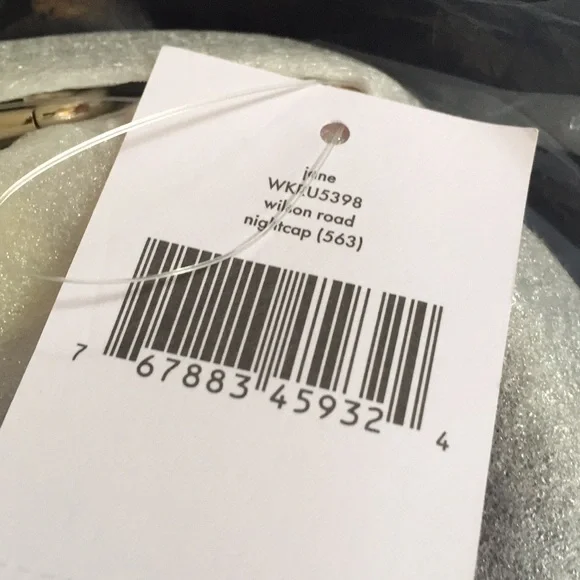 jane
WKRU5398
wilson road
nightcap (563)
7 67883 45932 4